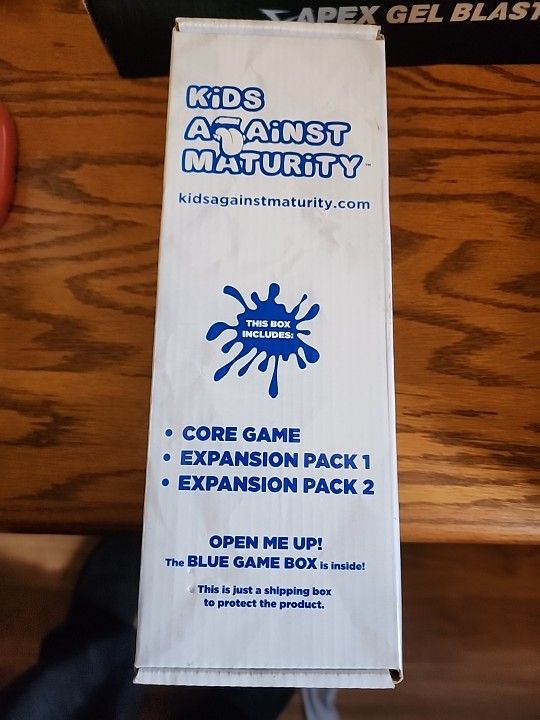 APEX GEL BLAST
KiDS
AGAiNST
MATURiTY™
kidsagainstmaturity.com
THIS BOX
INCLUDES:
• CORE GAME
• EXPANSION PACK 1
• EXPANSION PACK 2
OPEN ME UP!
The BLUE GAME BOX is inside!
This is just a shipping box
to protect the product.